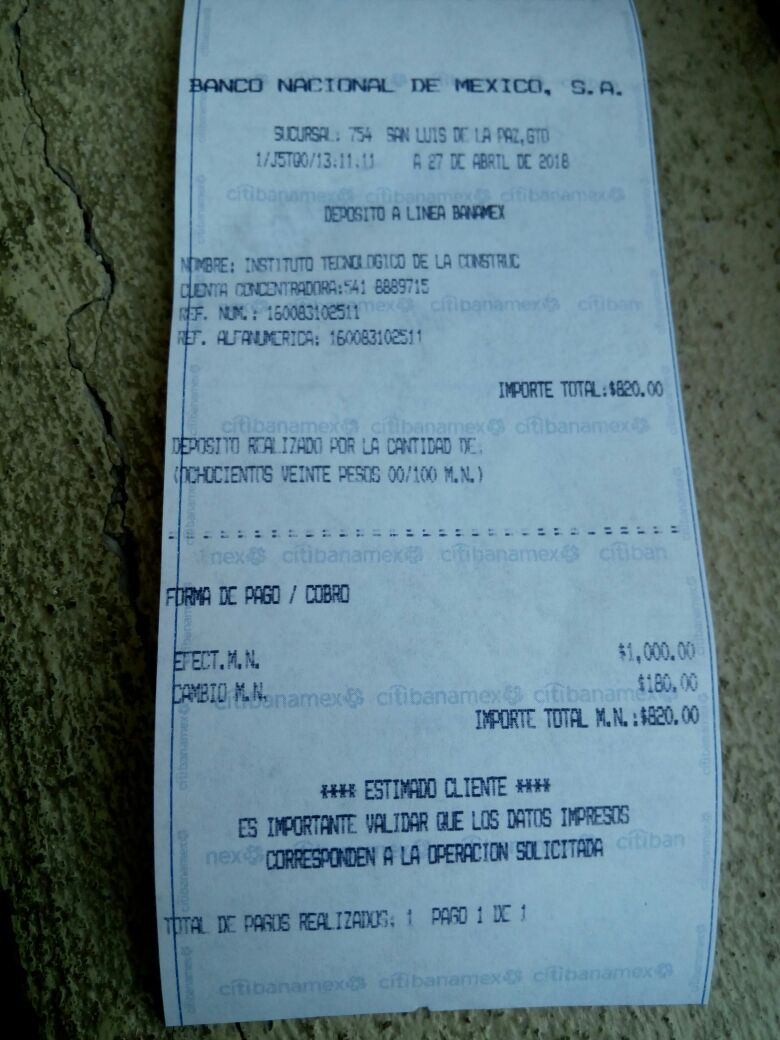 BANCO NACIONAL DE MEXICO, S.A.
SUCURSAL: 754 SAN LUIS DE LA PAZ,GTO
1/J5TQ0/13.11.11 A 27 DE ABRIL DE 2018
DEPOSITO A LINEA BANAMEX
NOMBRE: INSTITUTO TECNOLOGICO DE LA CONSTRUC
CUENTA CONCENTRADORA:541 8889715
REF. NUM.: 160083102511
REF. ALFANUMERICA: 160083102511
IMPORTE TOTAL:$820.00
DEPOSITO REALIZADO POR LA CANTIDAD DE:
(OCHOCIENTOS VEINTE PESOS 00/100 M.N.)
FORMA DE PAGO / COBRO
EFECT.M.N. $1,000.00
CAMBIO M.N. $180.00
IMPORTE TOTAL M.N.:$820.00
**** ESTIMADO CLIENTE ****
ES IMPORTANTE VALIDAR QUE LOS DATOS IMPRESOS
CORRESPONDEN A LA OPERACION SOLICITADA
TOTAL DE PAGOS REALIZADOS: 1 PAGO 1 DE 1
citibanamex citibanamex citibanamex